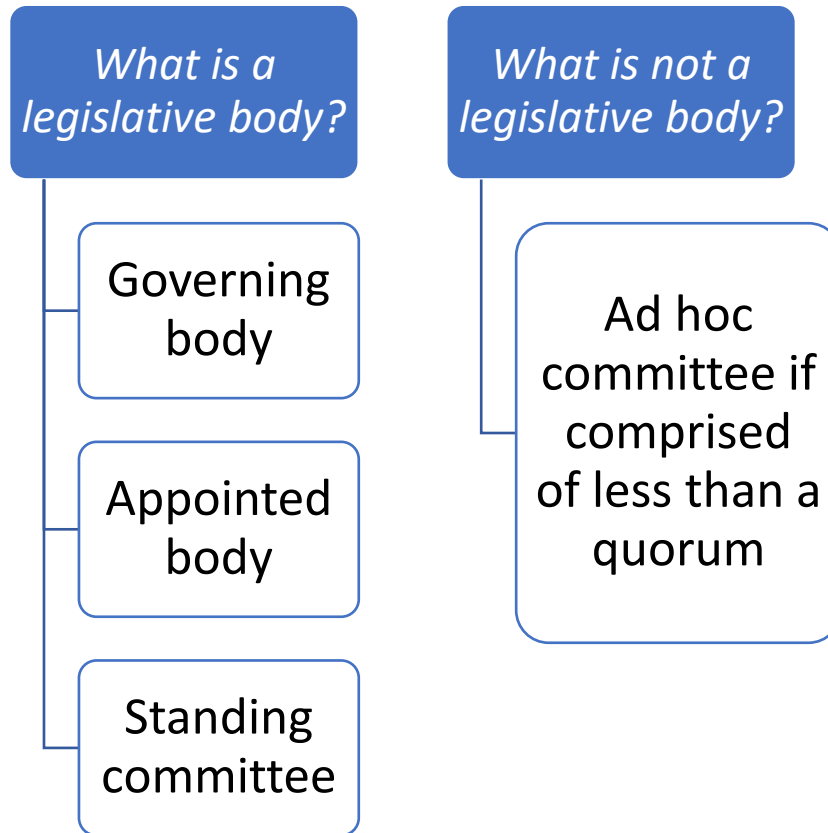 What is a
legislative body?
Governing
body
Appointed
body
Standing
committee
What is not a
legislative body?
Ad hoc
committee if
comprised
of less than a
quorum